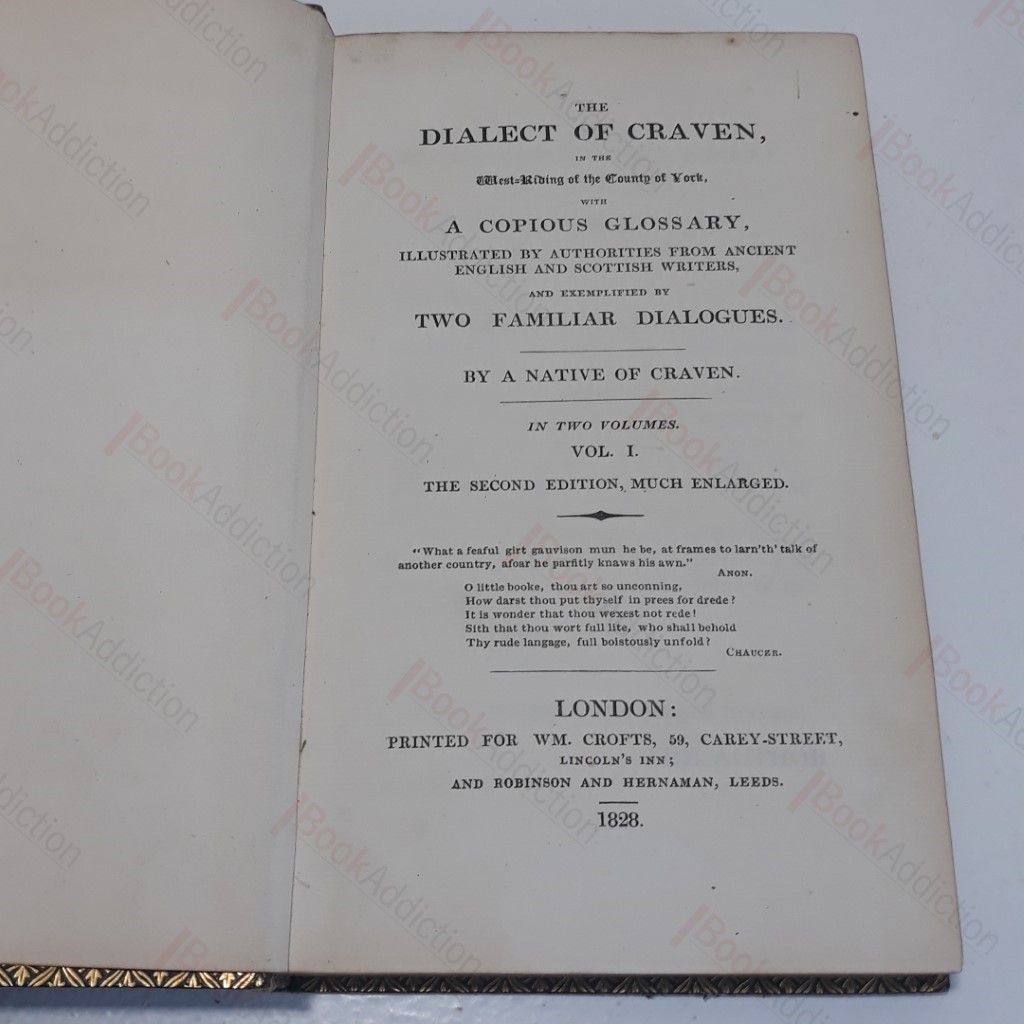 THE
DIALECT OF CRAVEN,
IN THE
West-Riding of the County of York,
WITH
A COPIOUS GLOSSARY,
ILLUSTRATED BY AUTHORITIES FROM ANCIENT
ENGLISH AND SCOTTISH WRITERS,
AND EXEMPLIFIED BY
TWO FAMILIAR DIALOGUES.
BY A NATIVE OF CRAVEN.
IN TWO VOLUMES.
VOL. I.
THE SECOND EDITION, MUCH ENLARGED.
"What a feaful girt gauvison mun he be, at frames to larn'th' talk of
another country, afoar he parfitly knaws his awn."
ANON.
O little booke, thou art so unconning,
How darst thou put thyself in prees for drede?
It is wonder that thou wexest not rede!
Sith that thou wort full lite, who shall behold
Thy rude langage, full boistously unfold?
CHAUCER.
LONDON:
PRINTED FOR WM. CROFTS, 59, CAREY-STREET,
LINCOLN'S INN;
AND ROBINSON AND HERNAMAN, LEEDS.
1828.
BookAddiction